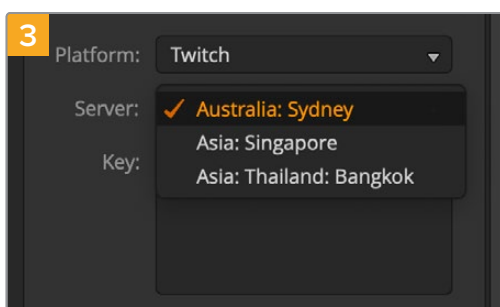 3
Platform: Twitch
Server: ✓ Australia: Sydney
Asia: Singapore
Key:
Asia: Thailand: Bangkok